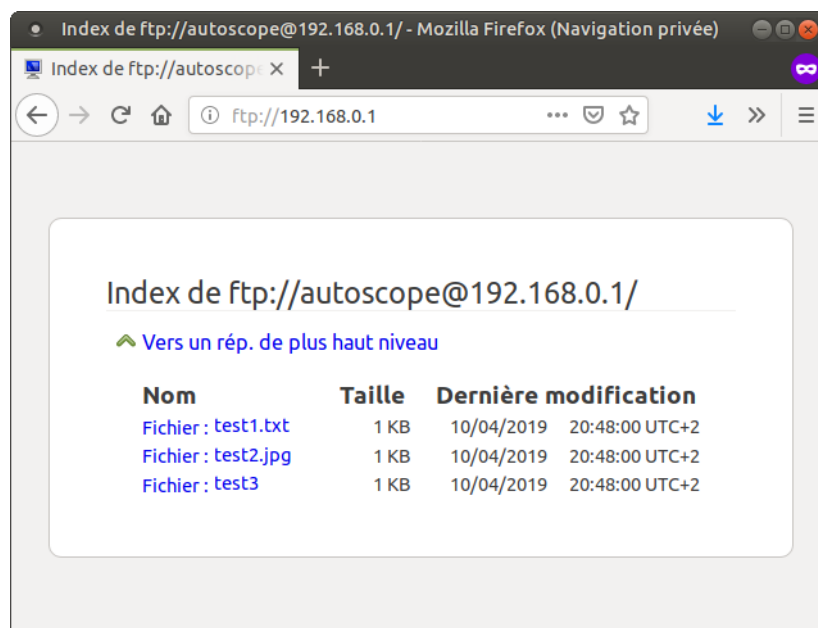 Index de ftp://autoscope@192.168.0.1/ - Mozilla Firefox (Navigation privée)
Index de ftp://autoscope
ftp://192.168.0.1
Index de ftp://autoscope@192.168.0.1/
Vers un rép. de plus haut niveau
Nom Taille Dernière modification
Fichier : test1.txt 1 KB 10/04/2019 20:48:00 UTC+2
Fichier : test2.jpg 1 KB 10/04/2019 20:48:00 UTC+2
Fichier : test3 1 KB 10/04/2019 20:48:00 UTC+2